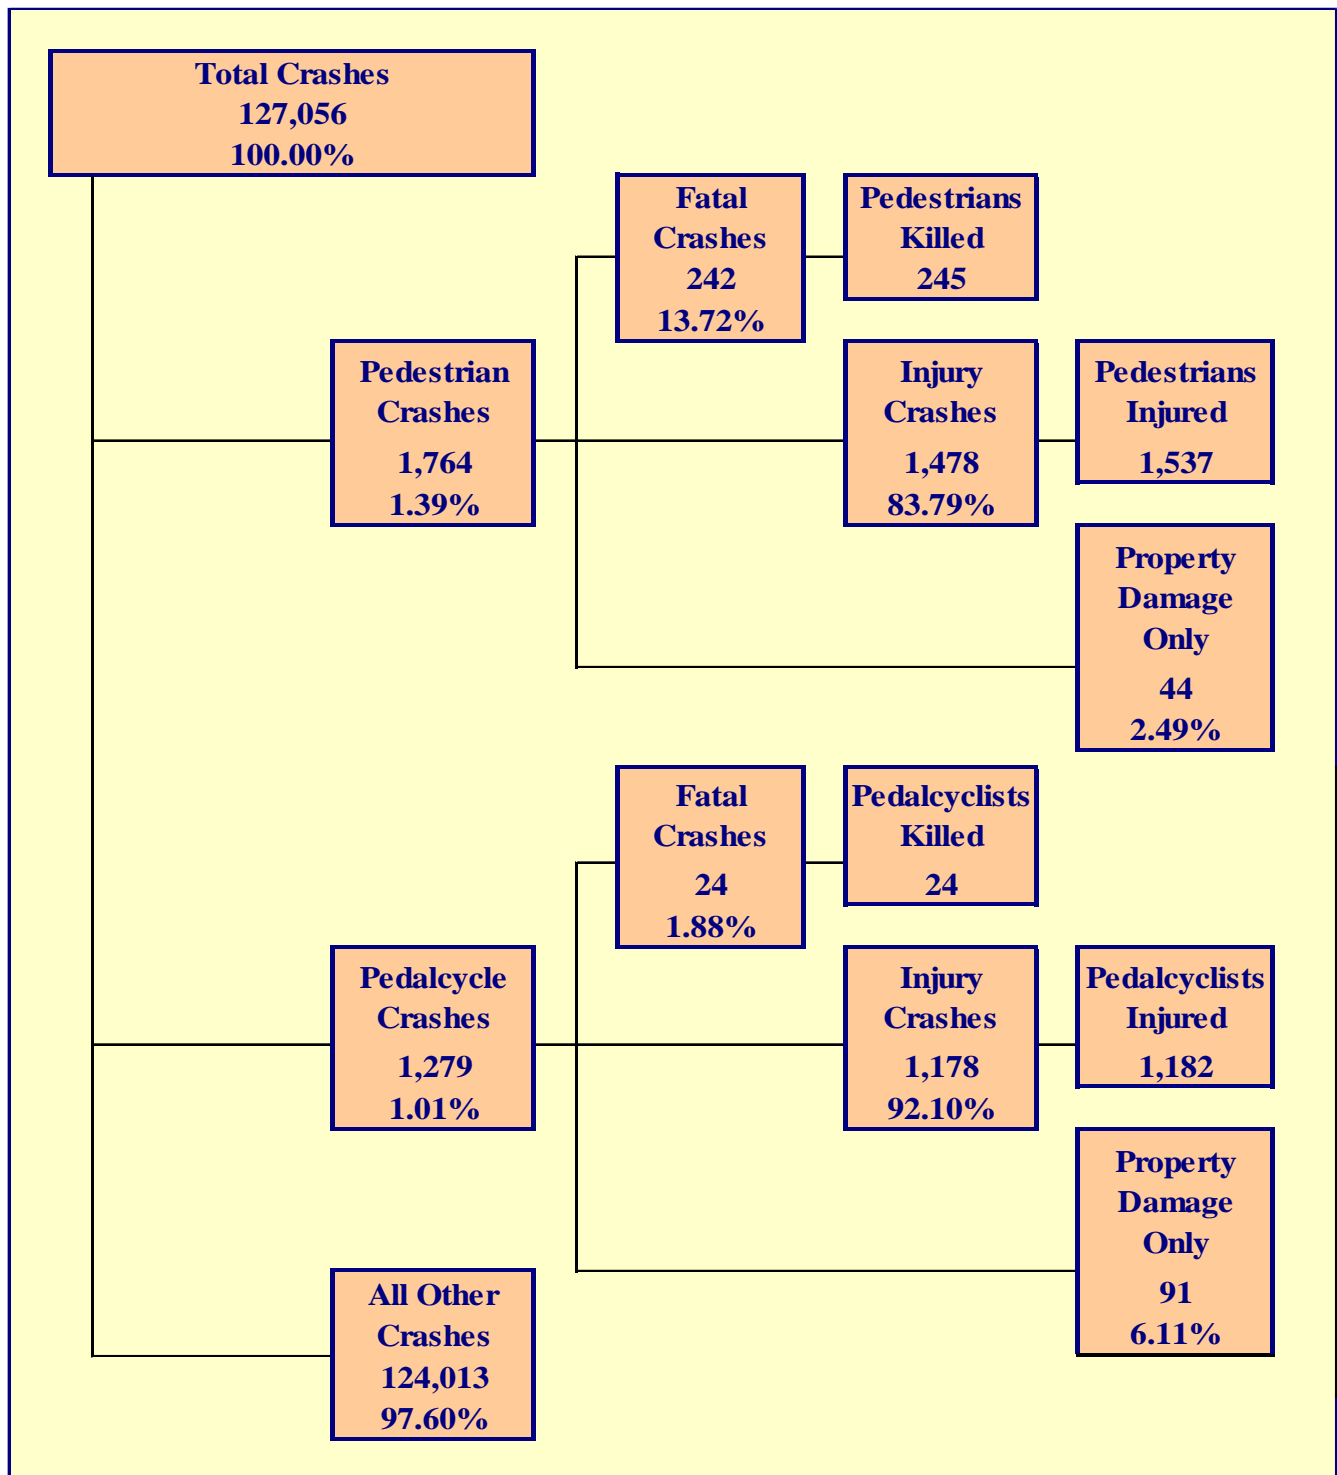 Total Crashes
127,056
100.00%
Fatal
Crashes
242
13.72%
Pedestrians
Killed
245
Pedestrian
Crashes
1,764
1.39%
Injury
Crashes
1,478
83.79%
Pedestrians
Injured
1,537
Property
Damage
Only
44
2.49%
Fatal
Crashes
24
1.88%
Pedalcyclists
Killed
24
Pedalcycle
Crashes
1,279
1.01%
Injury
Crashes
1,178
92.10%
Pedalcyclists
Injured
1,182
Property
Damage
Only
91
6.11%
All Other
Crashes
124,013
97.60%